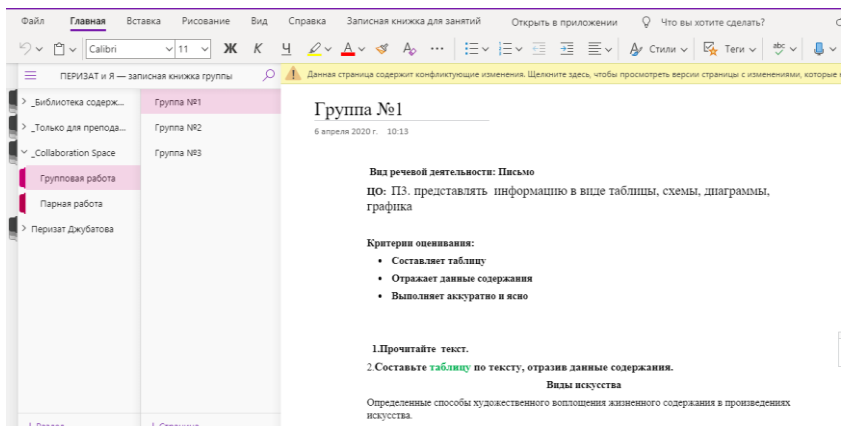 Файл Главная Вставка Рисование Вид Справка Записная книжка для занятий Открыть в приложении Что вы хотите сделать?
Calibri 11 Ж К Ч A Стили Теги abc
ПЕРИЗАТ и Я — записная книжка группы
Данная страница содержит конфликтующие изменения. Щелкните здесь, чтобы просмотреть версии страницы с изменениями, которые
_Библиотека содерж...
_Только для препода...
_Collaboration Space
Групповая работа
Парная работа
Перизат Джубатова
Группа №1
Группа №2
Группа №3
Группа №1
6 апреля 2020 г. 10:13
Вид речевой деятельности: Письмо
ЦО: П3. представлять информацию в виде таблицы, схемы, диаграммы,
графика
Критерии оценивания:
• Составляет таблицу
• Отражает данные содержания
• Выполняет аккуратно и ясно
1.Прочитайте текст.
2.Составьте таблицу по тексту, отразив данные содержания.
Виды искусства
Определенные способы художественного воплощения жизненного содержания в произведениях
искусства.